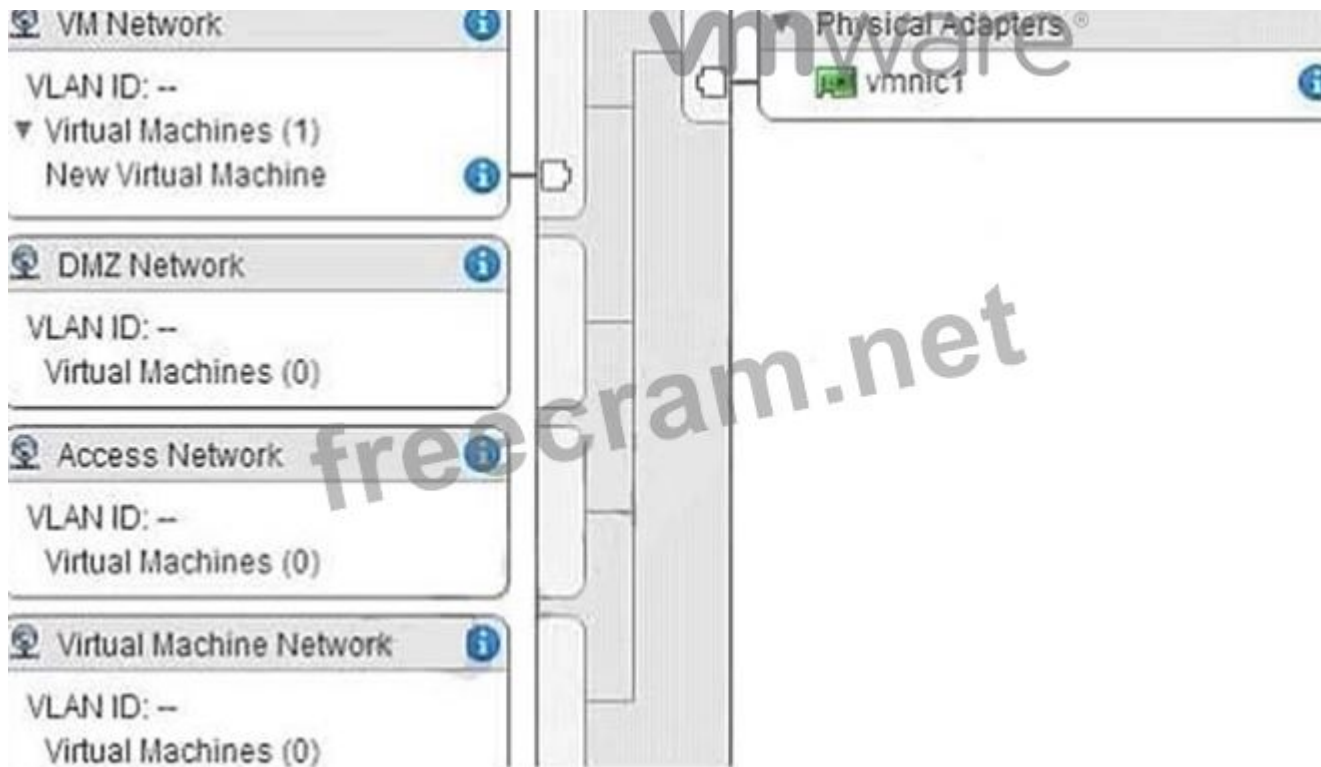 VM Network
VLAN ID: --
Virtual Machines (1)
New Virtual Machine
DMZ Network
VLAN ID: --
Virtual Machines (0)
Access Network
VLAN ID: --
Virtual Machines (0)
Virtual Machine Network
VLAN ID: --
Virtual Machines (0)
vmware®
Physical Adapters
vmnic1
freecram.net